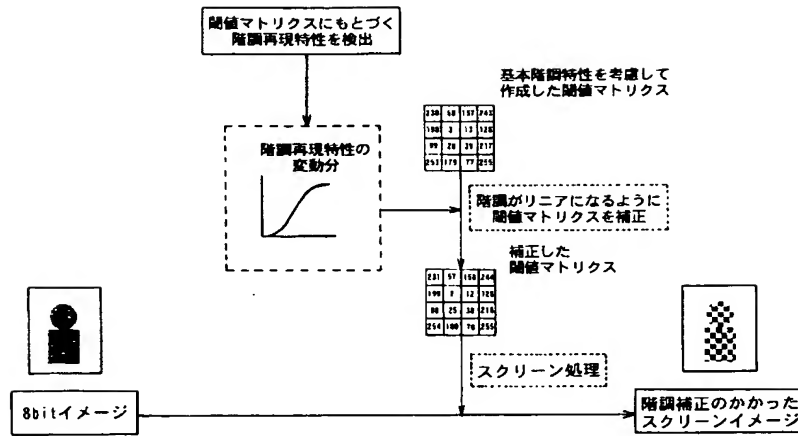 閾値マトリクスにもとづく
階調再現特性を検出
基本階調特性を考慮して
作成した閾値マトリクス
階調再現特性の
変動分
階調がリニアになるように
閾値マトリクスを補正
補正した
閾値マトリクス
スクリーン処理
8bitイメージ
階調補正のかかった
スクリーンイメージ